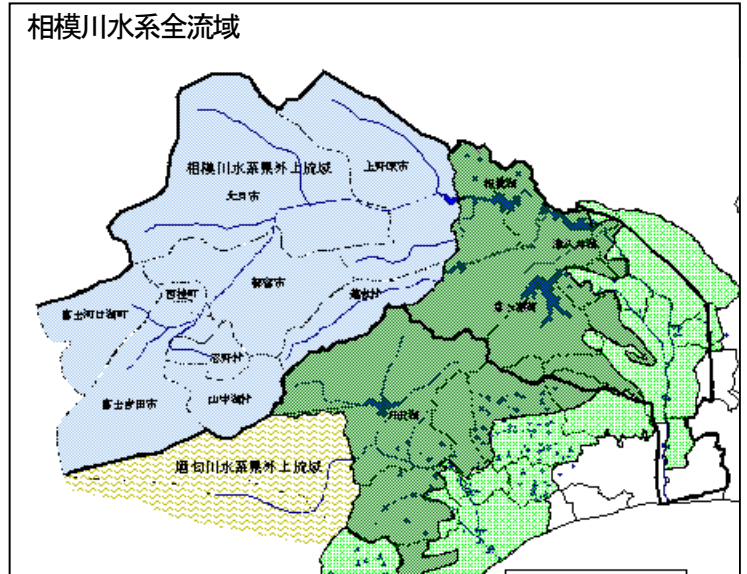 相模川水系全流域
相模川水系県外上流域
上野原市
大月市
相模湖
津久井湖
都留市
道志村
西桂町
宮ヶ瀬湖
富士河口湖町
忍野村
山中湖村
富士吉田市
丹沢湖
酒匂川水系県外上流域